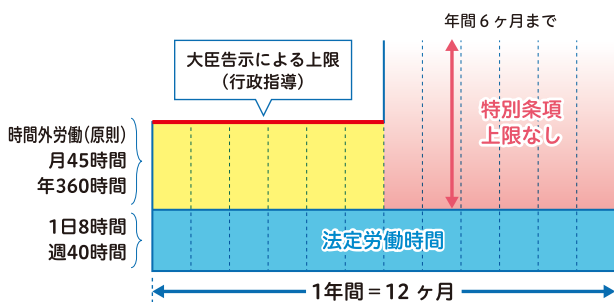 年間６ヶ月まで
大臣告示による上限
（行政指導）
特別条項
上限なし
時間外労働(原則)
月45時間
年360時間
1日8時間
週40時間
法定労働時間
1年間＝12 ヶ月